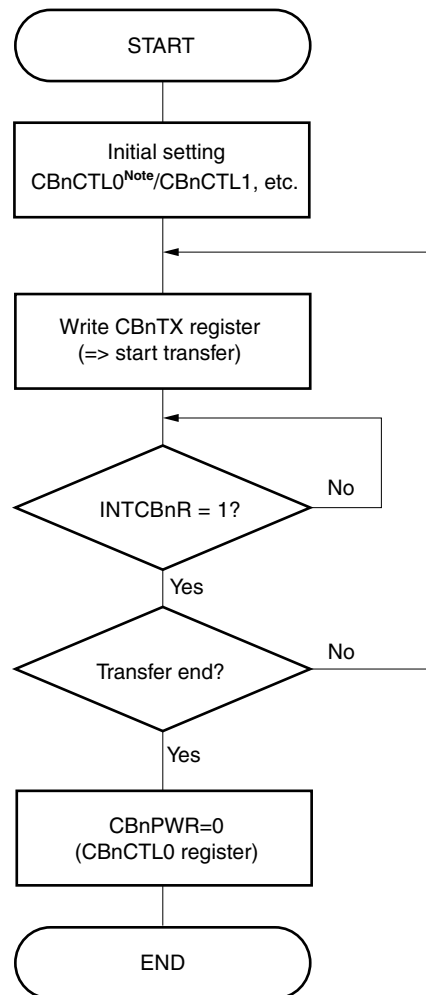 START
Initial setting
CBnCTL0Note/CBnCTL1, etc.
Write CBnTX register
(=> start transfer)
No
INTCBnR = 1?
Yes
No
Transfer end?
Yes
CBnPWR=0
(CBnCTL0 register)
END